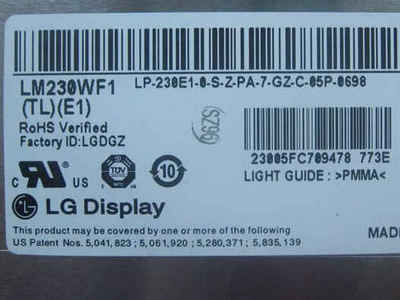 LM230WF1
LP-230E1-0-S-Z-PA-7-GZ-C-05P-0698
(TL)(E1)
RoHS Verified
Factory ID:LGDGZ
23005FC709478 773E
C US
TUV
10
LIGHT GUIDE : >PMMA<
LG Display
This product may be covered by one or more of the following
US Patent Nos. 5,041,823 ; 5,061,920 ; 5,280,371 ; 5,835,139
MADE